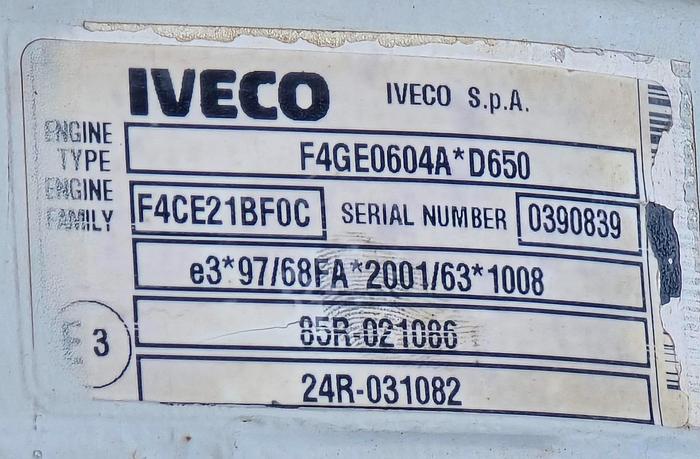 IVECO IVECO S.p.A.
ENGINE TYPE F4GE0604A*D650
ENGINE FAMILY F4CE21BF0C SERIAL NUMBER 0390839
e3*97/68FA*2001/63*1008
E 3 85R-021086
24R-031082